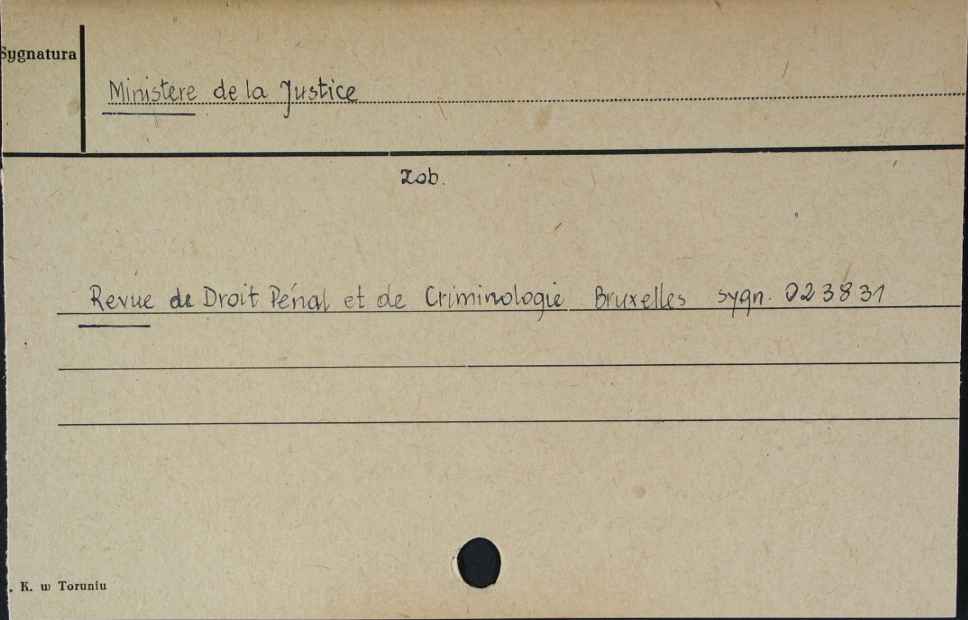 Sygnatura
Ministere de la Justice
zob.
Revue de Droit Pénal et de Criminologie Bruxelles sygn. 023831
. K. w Toruniu